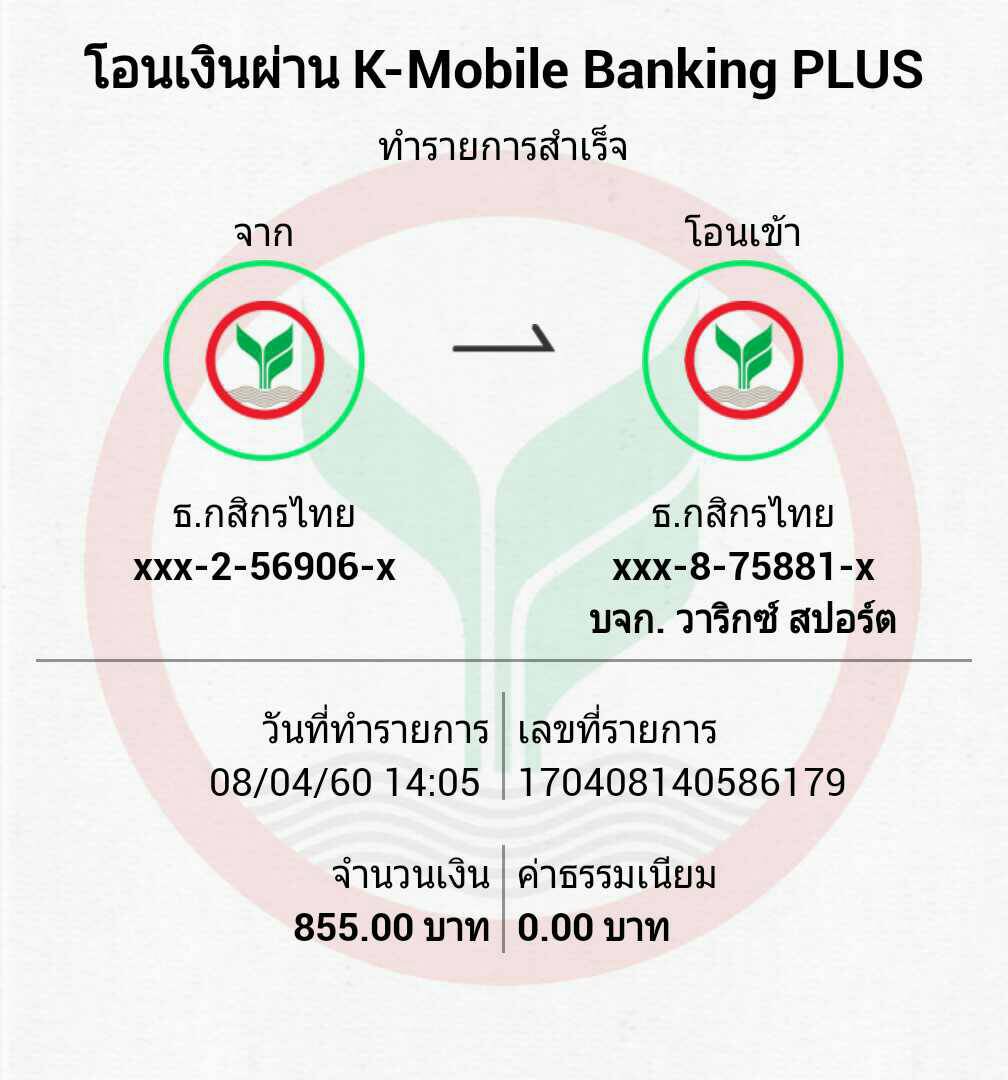 โอนเงินผ่าน K-Mobile Banking PLUS
ทำรายการสำเร็จ
จาก
โอนเข้า
ธ.กสิกรไทย
xxx-2-56906-x
ธ.กสิกรไทย
xxx-8-75881-x
บจก. วาริกซ์ สปอร์ต
วันที่ทำรายการ
08/04/60 14:05
เลขที่รายการ
170408140586179
จำนวนเงิน
855.00 บาท
ค่าธรรมเนียม
0.00 บาท